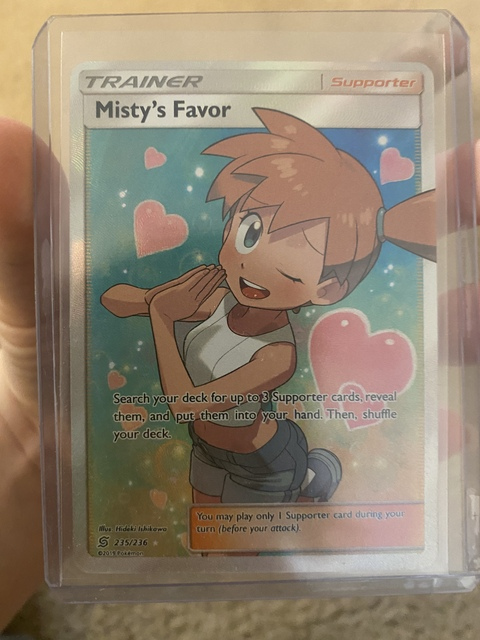 TRAINER
Supporter
Misty's Favor
Search your deck for up to 3 Supporter cards, reveal
them, and put them into your hand. Then, shuffle
your deck.
You may play only 1 Supporter card during your
turn (before your attack).
Illus. Hideki Ishikawa
235/236
©2019 Pokémon